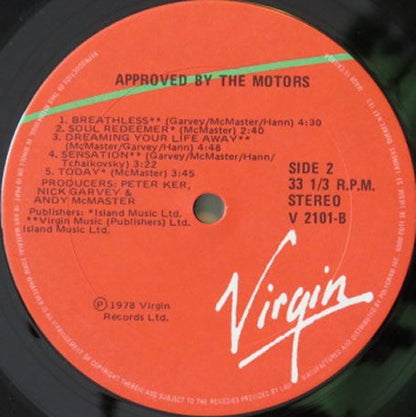 APPROVED BY THE MOTORS
1. BREATHLESS** (Garvey/McMaster/Hann) 4:30
2. SOUL REDEEMER* (McMaster) 2:40
3. DREAMING YOUR LIFE AWAY**
(McMaster/Garvey/Hann) 4:48
4. SENSATION** (Garvey/McMaster/Hann/
Tchaikovsky) 3:22
5. TODAY* (McMaster) 3:45
PRODUCERS: PETER KER,
NICK GARVEY &
ANDY McMASTER
Publishers: *Island Music Ltd.
**Virgin Music (Publishers) Ltd.
Island Music Ltd.
SIDE 2
33 1/3 R.P.M.
STEREO
V 2101-B
℗ 1978 Virgin
Records Ltd.
Virgin